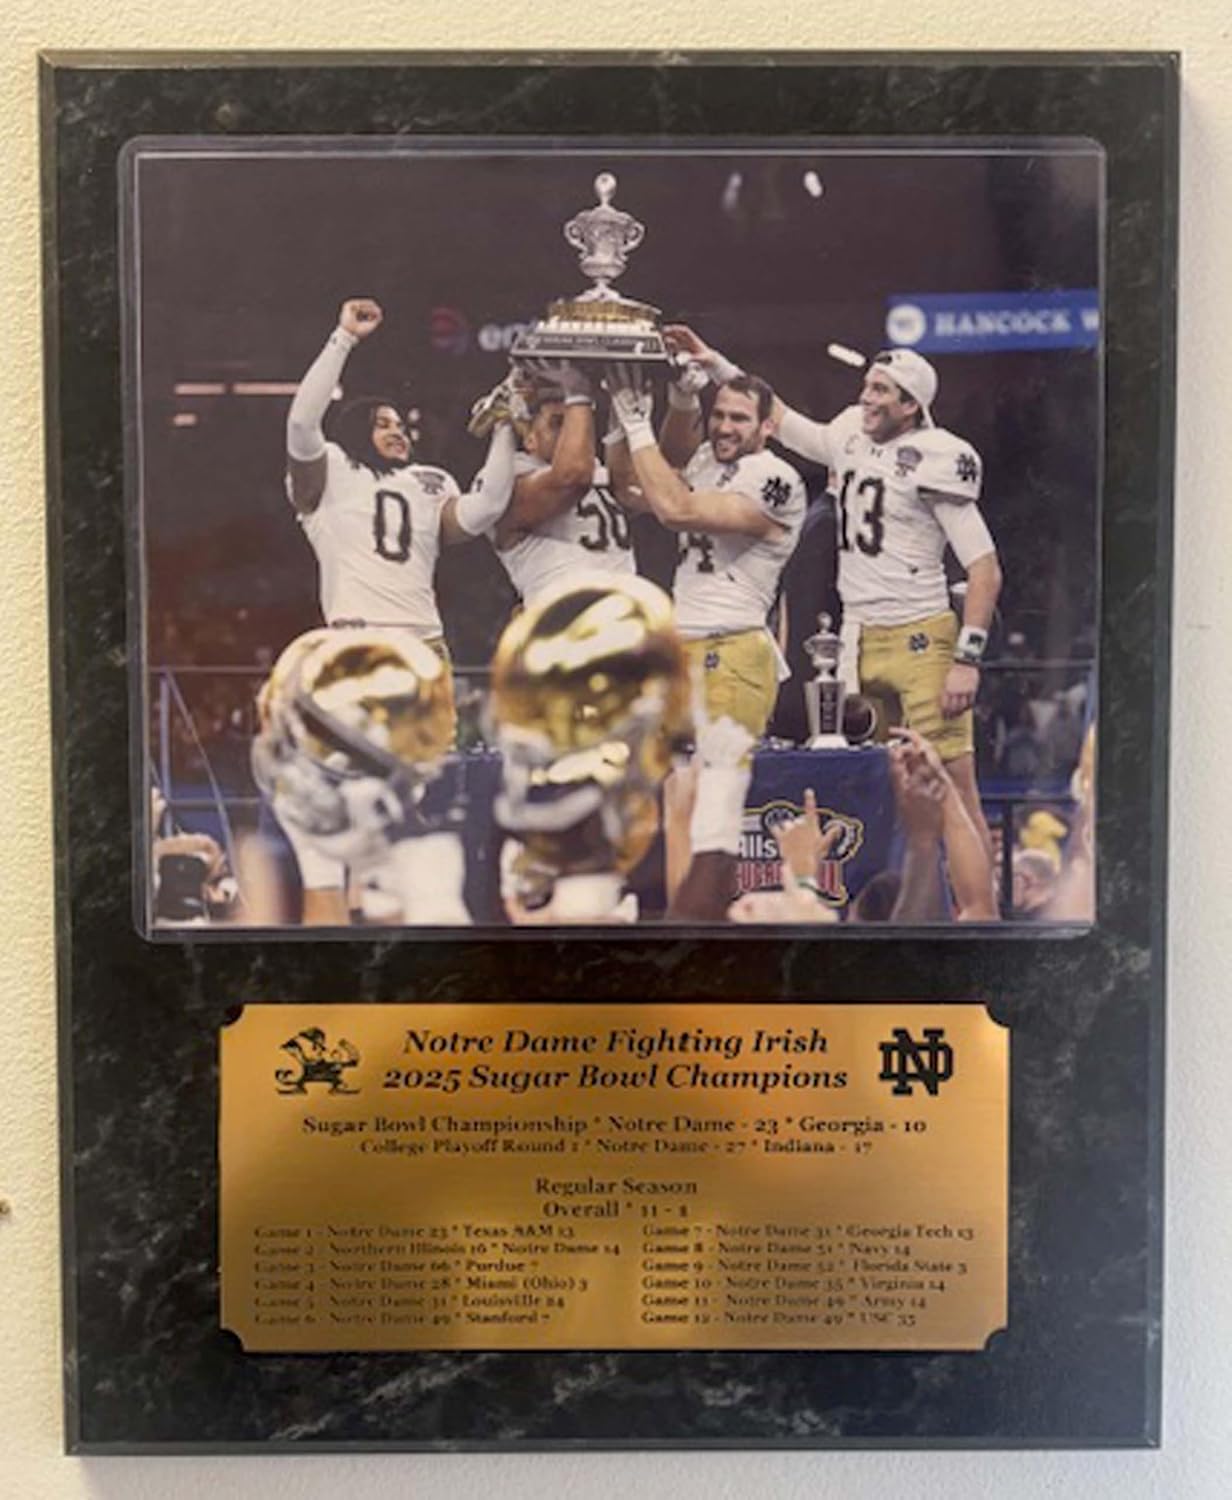 HANCOCK W
en
0
50
4
13
Alls
Notre Dame Fighting Irish
2025 Sugar Bowl Champions
Sugar Bowl Championship * Notre Dame - 23 * Georgia - 10
College Playoff Round 1 * Notre Dame - 27 * Indiana - 17
Regular Season
Overall * 11 - 1
Game 1 - Notre Dame 23 * Texas A&M 13
Game 2 - Northern Illinois 16 * Notre Dame 14
Game 3 - Notre Dame 66 * Purdue 7
Game 4 - Notre Dame 28 * Miami (Ohio) 3
Game 5 - Notre Dame 31 * Louisville 24
Game 6 - Notre Dame 49 * Stanford 7
Game 7 - Notre Dame 31 * Georgia Tech 13
Game 8 - Notre Dame 51 * Navy 14
Game 9 - Notre Dame 52 * Florida State 3
Game 10 - Notre Dame 35 * Virginia 14
Game 11 - Notre Dame 49 * Army 14
Game 12 - Notre Dame 49 * USC 35